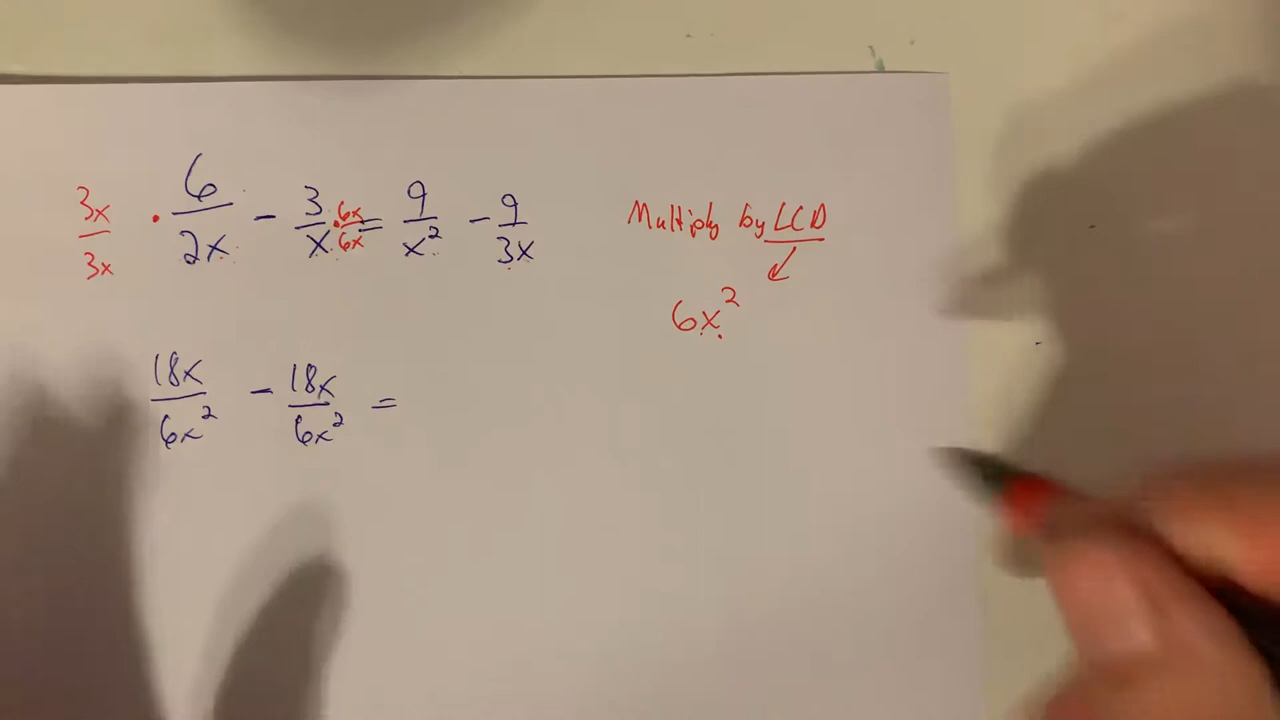 3x/3x · 6/2x - 3/x · 6x/6x = 9/x² - 9/3x
Multiply by LCD
6x²
18x/6x² - 18x/6x² =